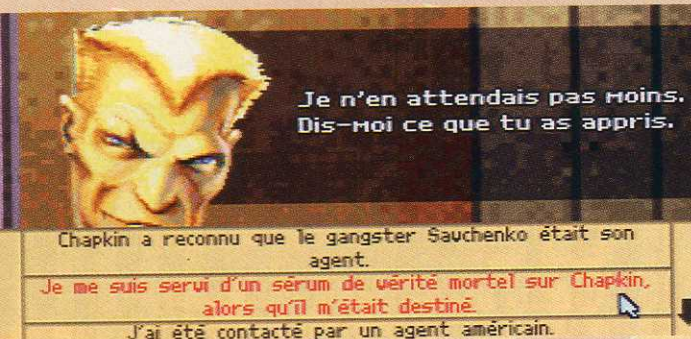 Je n'en attendais pas moins.
Dis-moi ce que tu as appris.
Chapkin a reconnu que le gangster Savchenko était son
agent.
Je me suis servi d'un sérum de vérité mortel sur Chapkin,
alors qu'il m'était destiné.
J'ai été contacté par un agent américain.